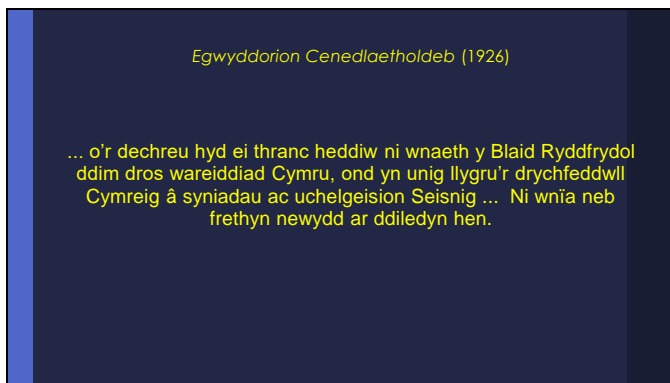 Egwyddorion Cenedlaetholdeb (1926)
... o'r dechreu hyd ei thranc heddiw ni wnaeth y Blaid Ryddfrydol
ddim dros wareiddiad Cymru, ond yn unig llygru'r drychfeddwll
Cymreig â syniadau ac uchelgeision Seisnig ... Ni wnïa neb
frethyn newydd ar ddiledyn hen.